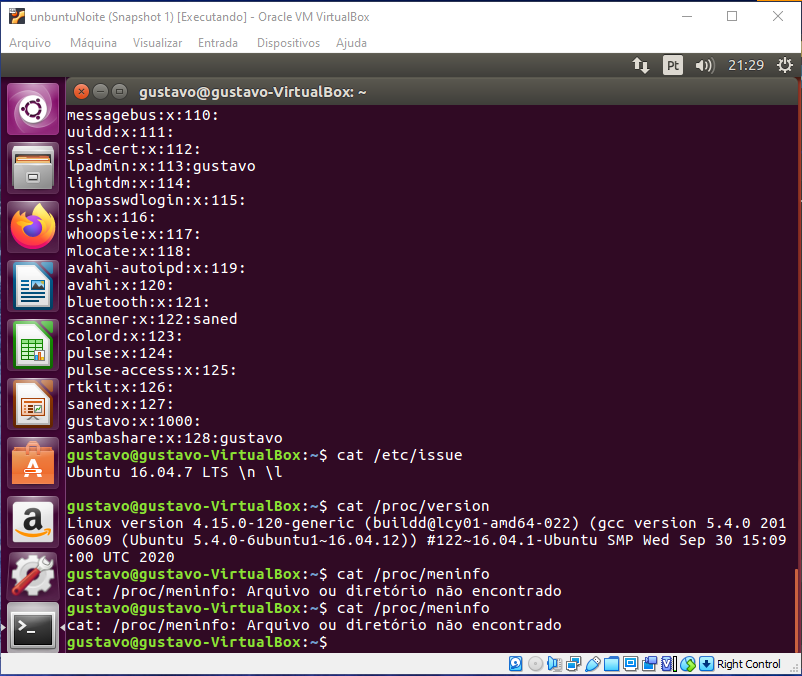 unbuntuNoite (Snapshot 1) [Executando] - Oracle VM VirtualBox
Arquivo Máquina Visualizar Entrada Dispositivos Ajuda
Pt 21:29
gustavo@gustavo-VirtualBox: ~
messagebus:x:110:
uuidd:x:111:
ssl-cert:x:112:
lpadmin:x:113:gustavo
lightdm:x:114:
nopasswdlogin:x:115:
ssh:x:116:
whoopsie:x:117:
mlocate:x:118:
avahi-autoipd:x:119:
avahi:x:120:
bluetooth:x:121:
scanner:x:122:saned
colord:x:123:
pulse:x:124:
pulse-access:x:125:
rtkit:x:126:
saned:x:127:
gustavo:x:1000:
sambashare:x:128:gustavo
gustavo@gustavo-VirtualBox:~$ cat /etc/issue
Ubuntu 16.04.7 LTS \n \l
gustavo@gustavo-VirtualBox:~$ cat /proc/version
Linux version 4.15.0-120-generic (buildd@lcy01-amd64-022) (gcc version 5.4.0 201
60609 (Ubuntu 5.4.0-6ubuntu1~16.04.12)) #122~16.04.1-Ubuntu SMP Wed Sep 30 15:09
:00 UTC 2020
gustavo@gustavo-VirtualBox:~$ cat /proc/meninfo
cat: /proc/meninfo: Arquivo ou diretório não encontrado
gustavo@gustavo-VirtualBox:~$ cat /proc/meninfo
cat: /proc/meninfo: Arquivo ou diretório não encontrado
gustavo@gustavo-VirtualBox:~$
Right Control